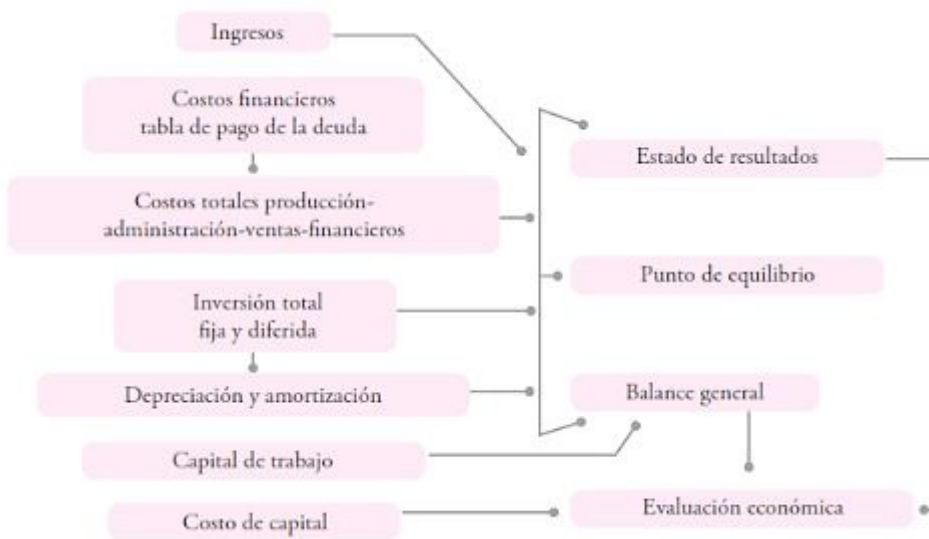 Ingresos
Costos financieros
tabla de pago de la deuda
Costos totales producción-
administración-ventas-financieros
Inversión total
fija y diferida
Depreciación y amortización
Capital de trabajo
Costo de capital
Estado de resultados
Punto de equilibrio
Balance general
Evaluación económica